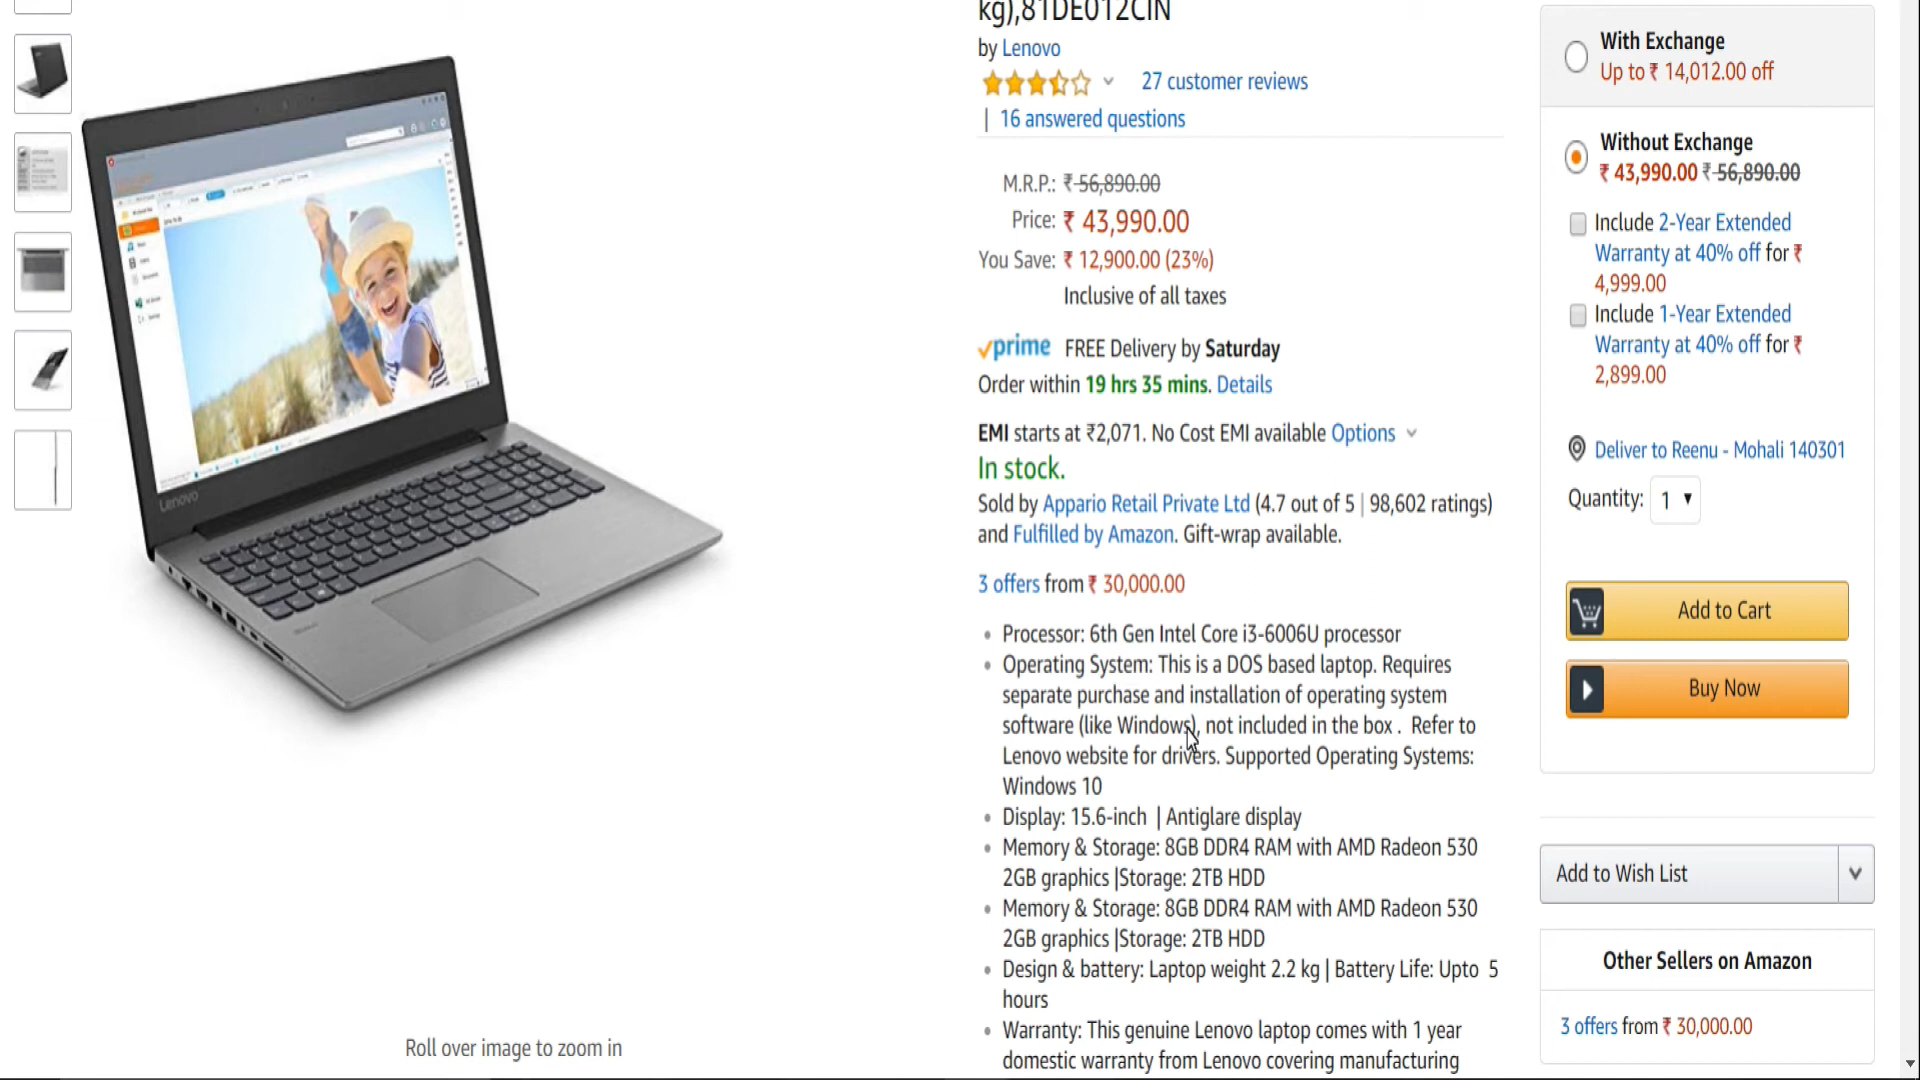 kg),81DE012CIN
by Lenovo
27 customer reviews
| 16 answered questions
M.R.P.: ₹ 56,890.00
Price: ₹ 43,990.00
You Save: ₹ 12,900.00 (23%)
Inclusive of all taxes
prime FREE Delivery by Saturday
Order within 19 hrs 35 mins. Details
EMI starts at ₹2,071. No Cost EMI available Options
In stock.
Sold by Appario Retail Private Ltd (4.7 out of 5 | 98,602 ratings)
and Fulfilled by Amazon. Gift-wrap available.
3 offers from ₹ 30,000.00
Processor: 6th Gen Intel Core i3-6006U processor
Operating System: This is a DOS based laptop. Requires
separate purchase and installation of operating system
software (like Windows), not included in the box . Refer to
Lenovo website for drivers. Supported Operating Systems:
Windows 10
Display: 15.6-inch | Antiglare display
Memory & Storage: 8GB DDR4 RAM with AMD Radeon 530
2GB graphics |Storage: 2TB HDD
Memory & Storage: 8GB DDR4 RAM with AMD Radeon 530
2GB graphics |Storage: 2TB HDD
Design & battery: Laptop weight 2.2 kg | Battery Life: Upto 5
hours
Warranty: This genuine Lenovo laptop comes with 1 year
domestic warranty from Lenovo covering manufacturing
With Exchange
Up to ₹ 14,012.00 off
Without Exchange
₹ 43,990.00 ₹ 56,890.00
Include 2-Year Extended
Warranty at 40% off for ₹
4,999.00
Include 1-Year Extended
Warranty at 40% off for ₹
2,899.00
Deliver to Reenu - Mohali 140301
Quantity: 1
Add to Cart
Buy Now
Add to Wish List
Other Sellers on Amazon
3 offers from ₹ 30,000.00
Lenovo
Roll over image to zoom in